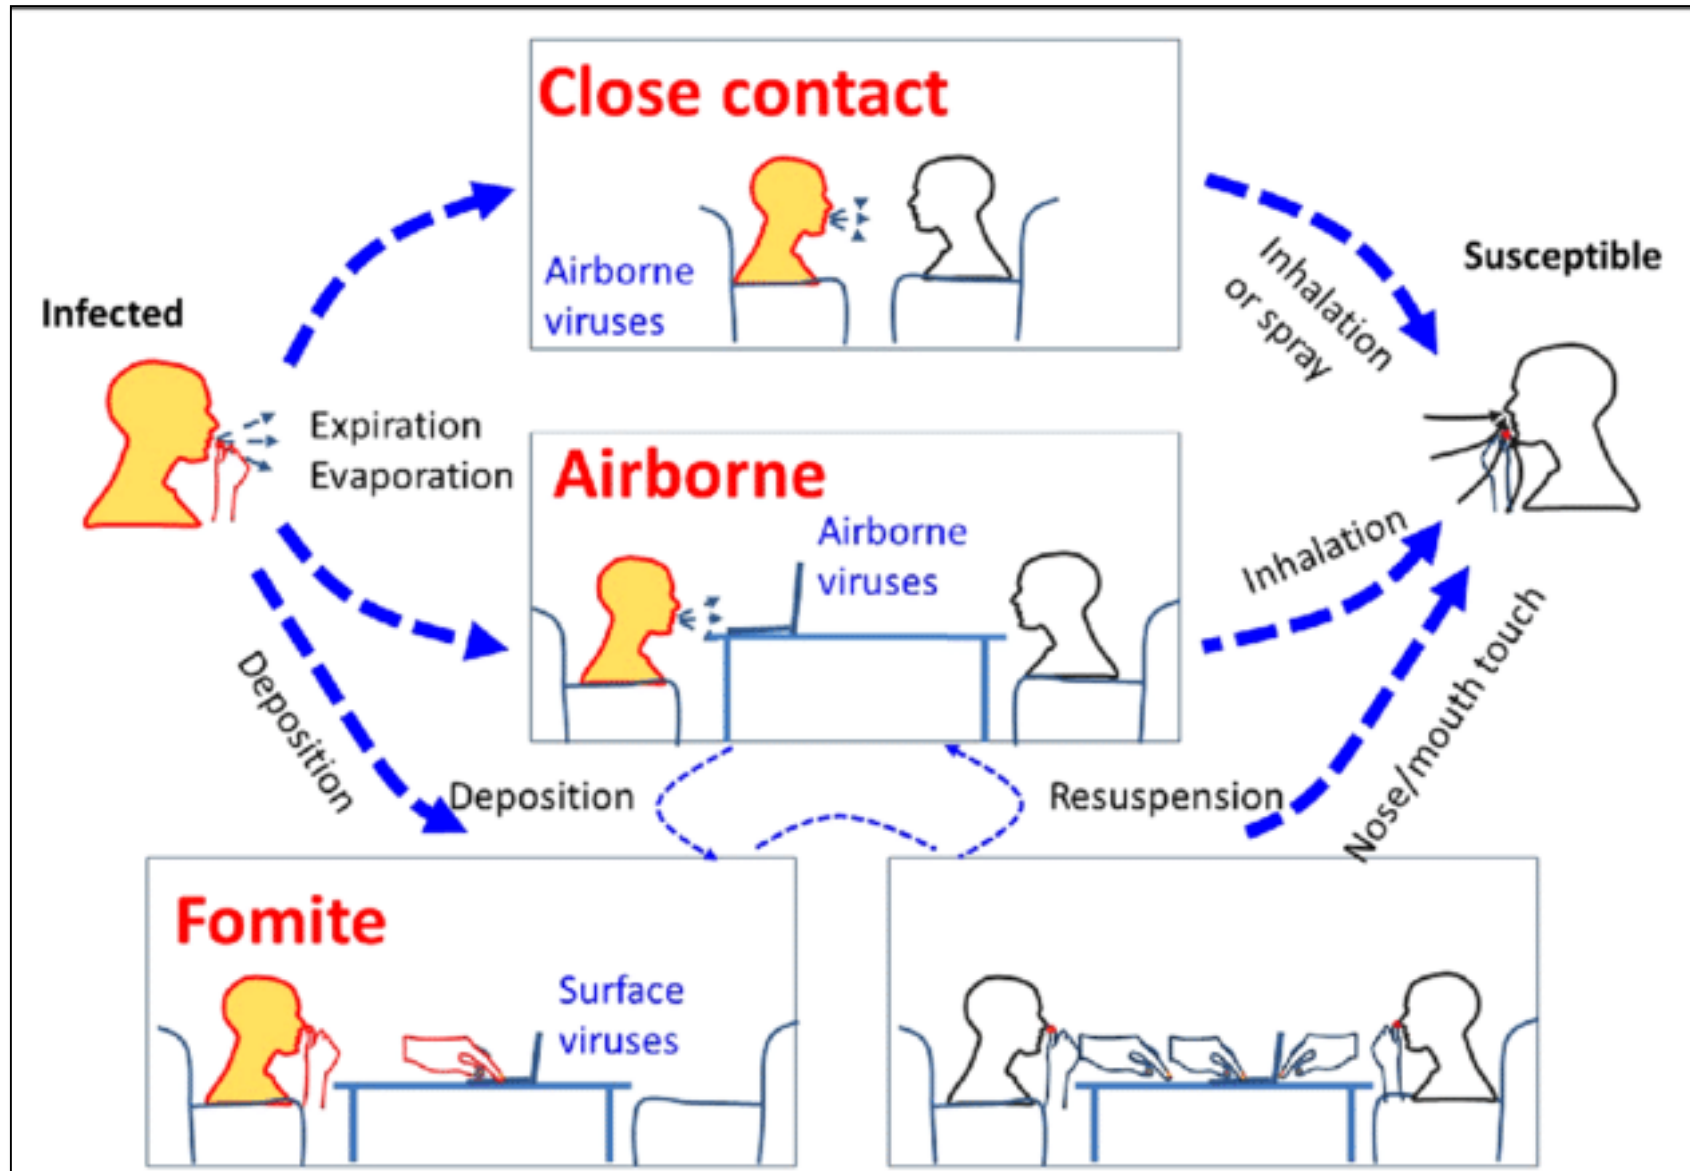 Close contact
Airborne
viruses
Infected
Expiration
Evaporation
Inhalation
or spray
Susceptible
Airborne
Airborne
viruses
Inhalation
Deposition
Deposition
Resuspension
Nose/mouth touch
Fomite
Surface
viruses